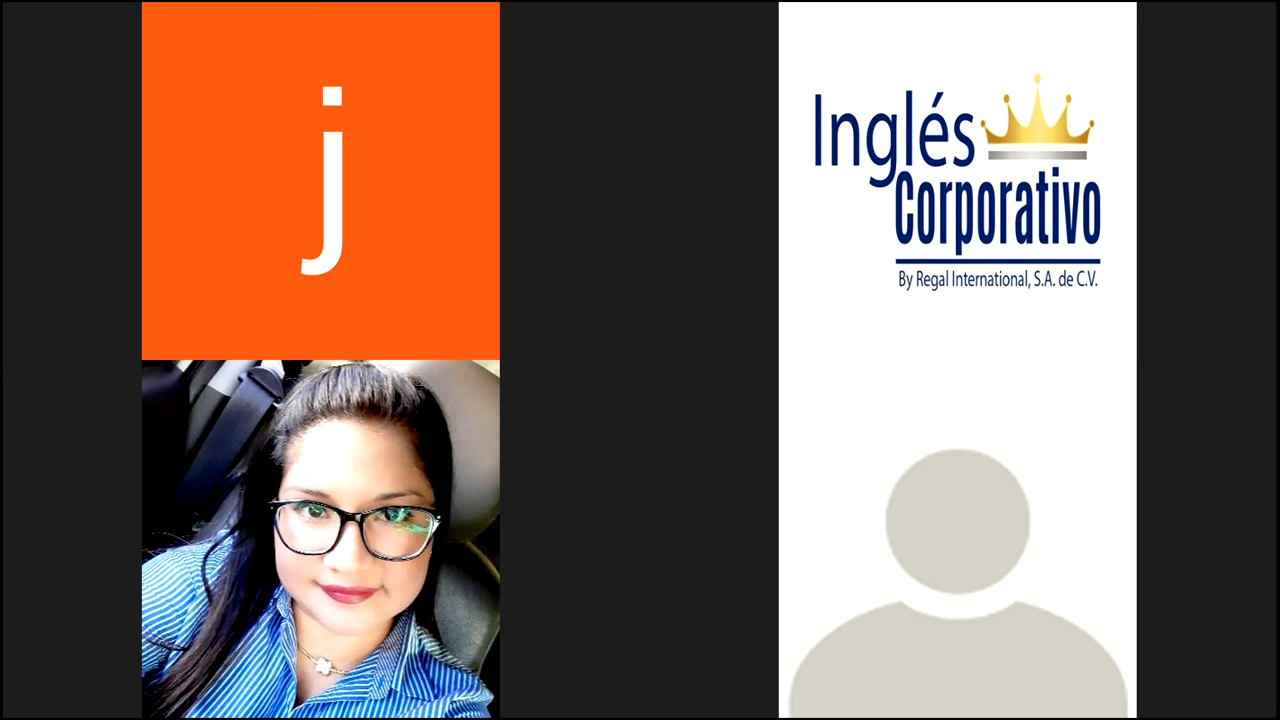 j
Inglés
Corporativo
By Regal International, S.A. de C.V.